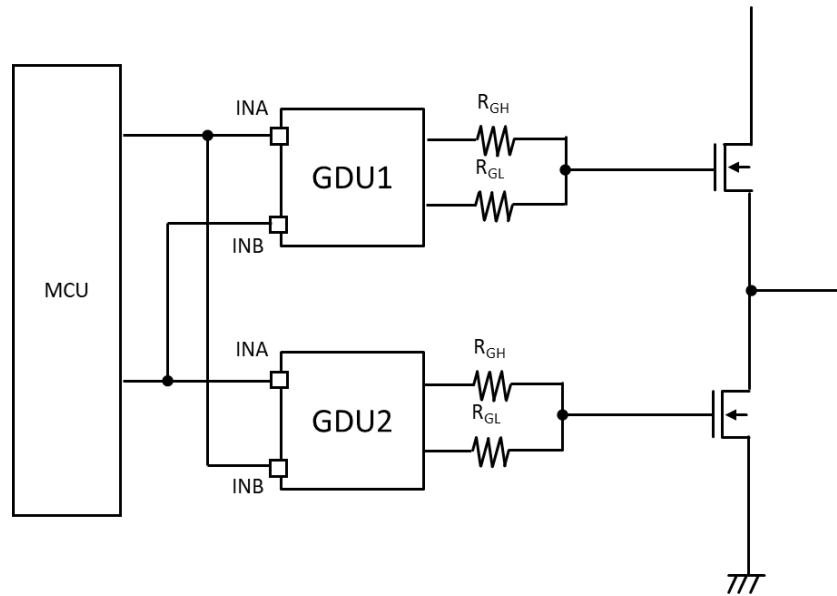 MCU
INA
INB
GDU1
R_GH
R_GL
INA
INB
GDU2
R_GH
R_GL